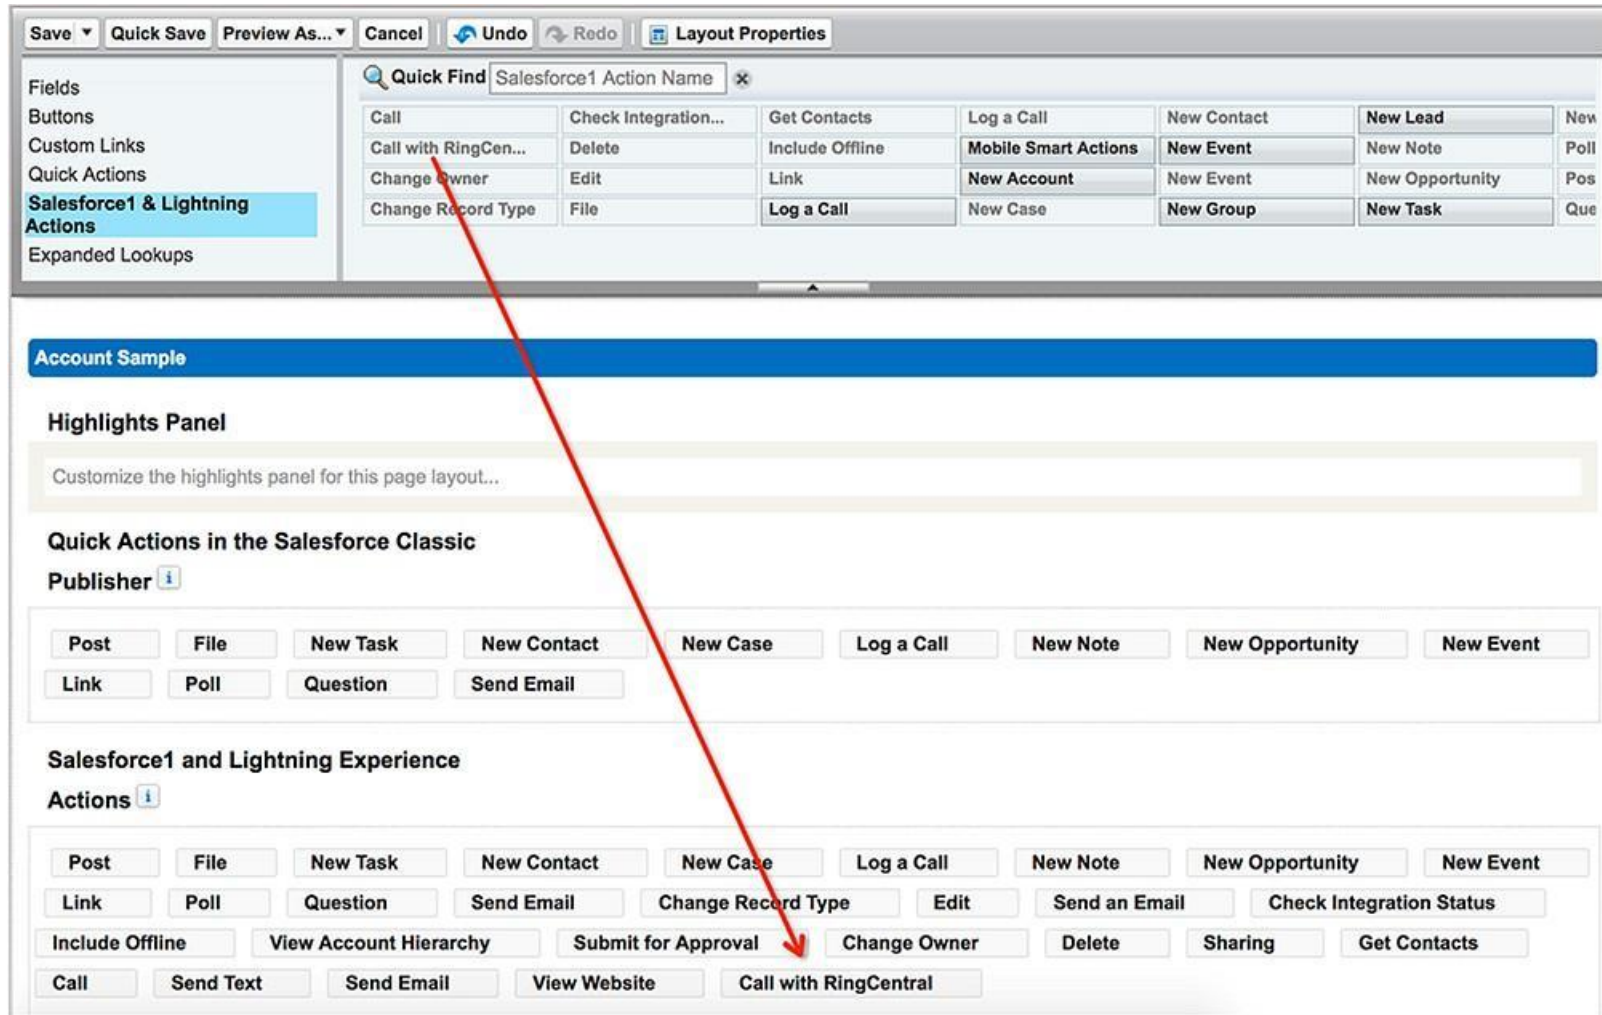 Save Quick Save Preview As... Cancel Undo Redo Layout Properties
Fields
Buttons
Custom Links
Quick Actions
Salesforce1 & Lightning
Actions
Expanded Lookups
Quick Find Salesforce1 Action Name
Call Check Integration... Get Contacts Log a Call New Contact New Lead New
Call with RingCen... Delete Include Offline Mobile Smart Actions New Event New Note Poll
Change Owner Edit Link New Account New Event New Opportunity Pos
Change Record Type File Log a Call New Case New Group New Task Que
Account Sample
Highlights Panel
Customize the highlights panel for this page layout...
Quick Actions in the Salesforce Classic
Publisher i
Post File New Task New Contact New Case Log a Call New Note New Opportunity New Event
Link Poll Question Send Email
Salesforce1 and Lightning Experience
Actions i
Post File New Task New Contact New Case Log a Call New Note New Opportunity New Event
Link Poll Question Send Email Change Record Type Edit Send an Email Check Integration Status
Include Offline View Account Hierarchy Submit for Approval Change Owner Delete Sharing Get Contacts
Call Send Text Send Email View Website Call with RingCentral